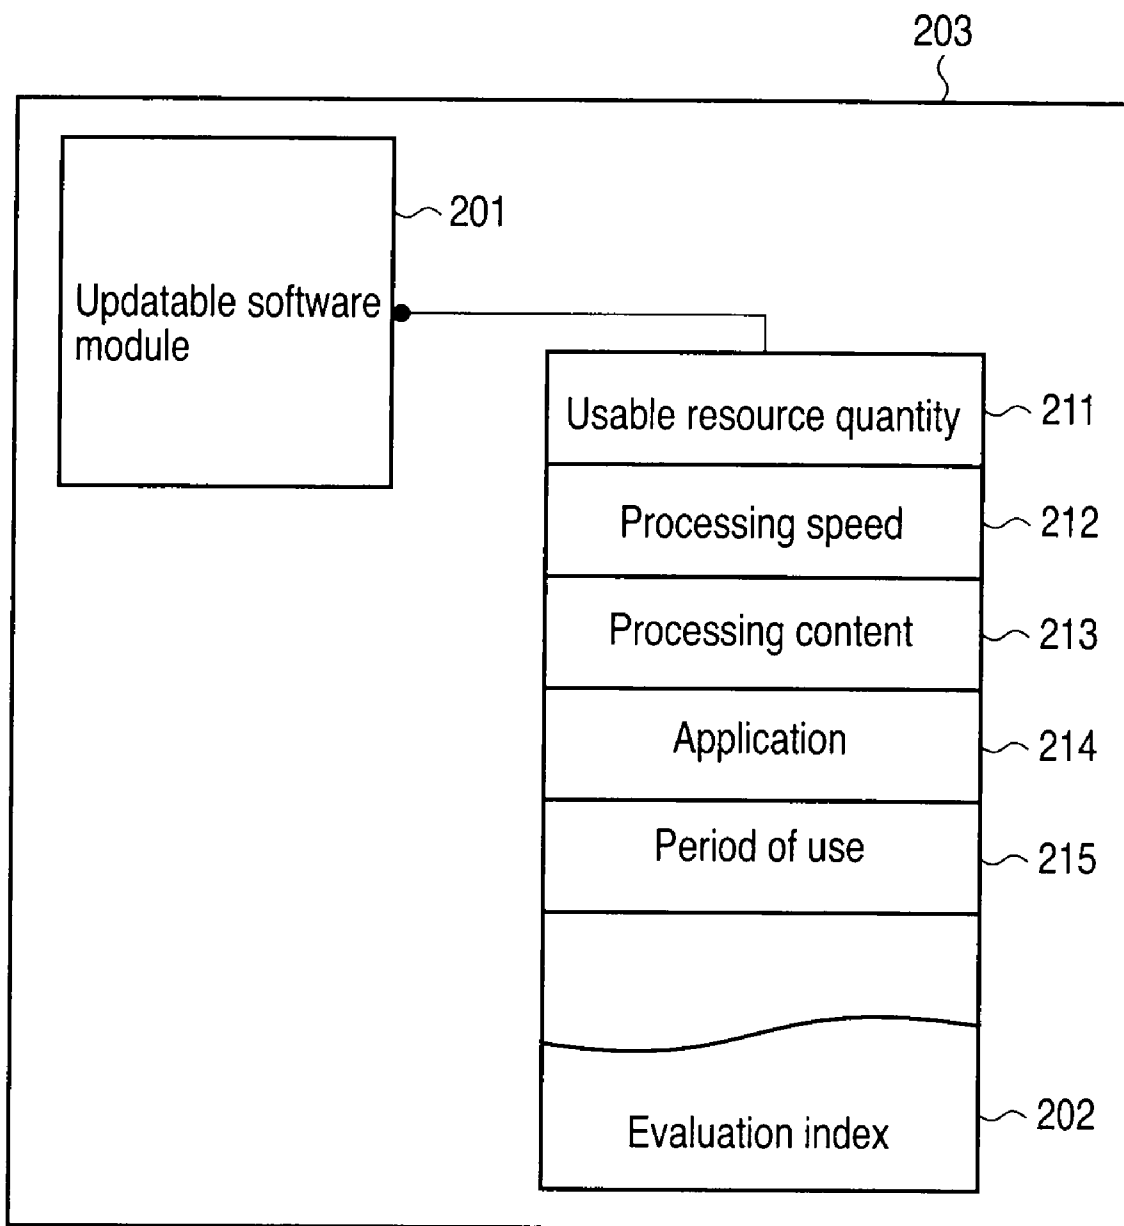 203
201
Updatable software
module
Usable resource quantity
211
Processing speed
212
Processing content
213
Application
214
Period of use
215
Evaluation index
202